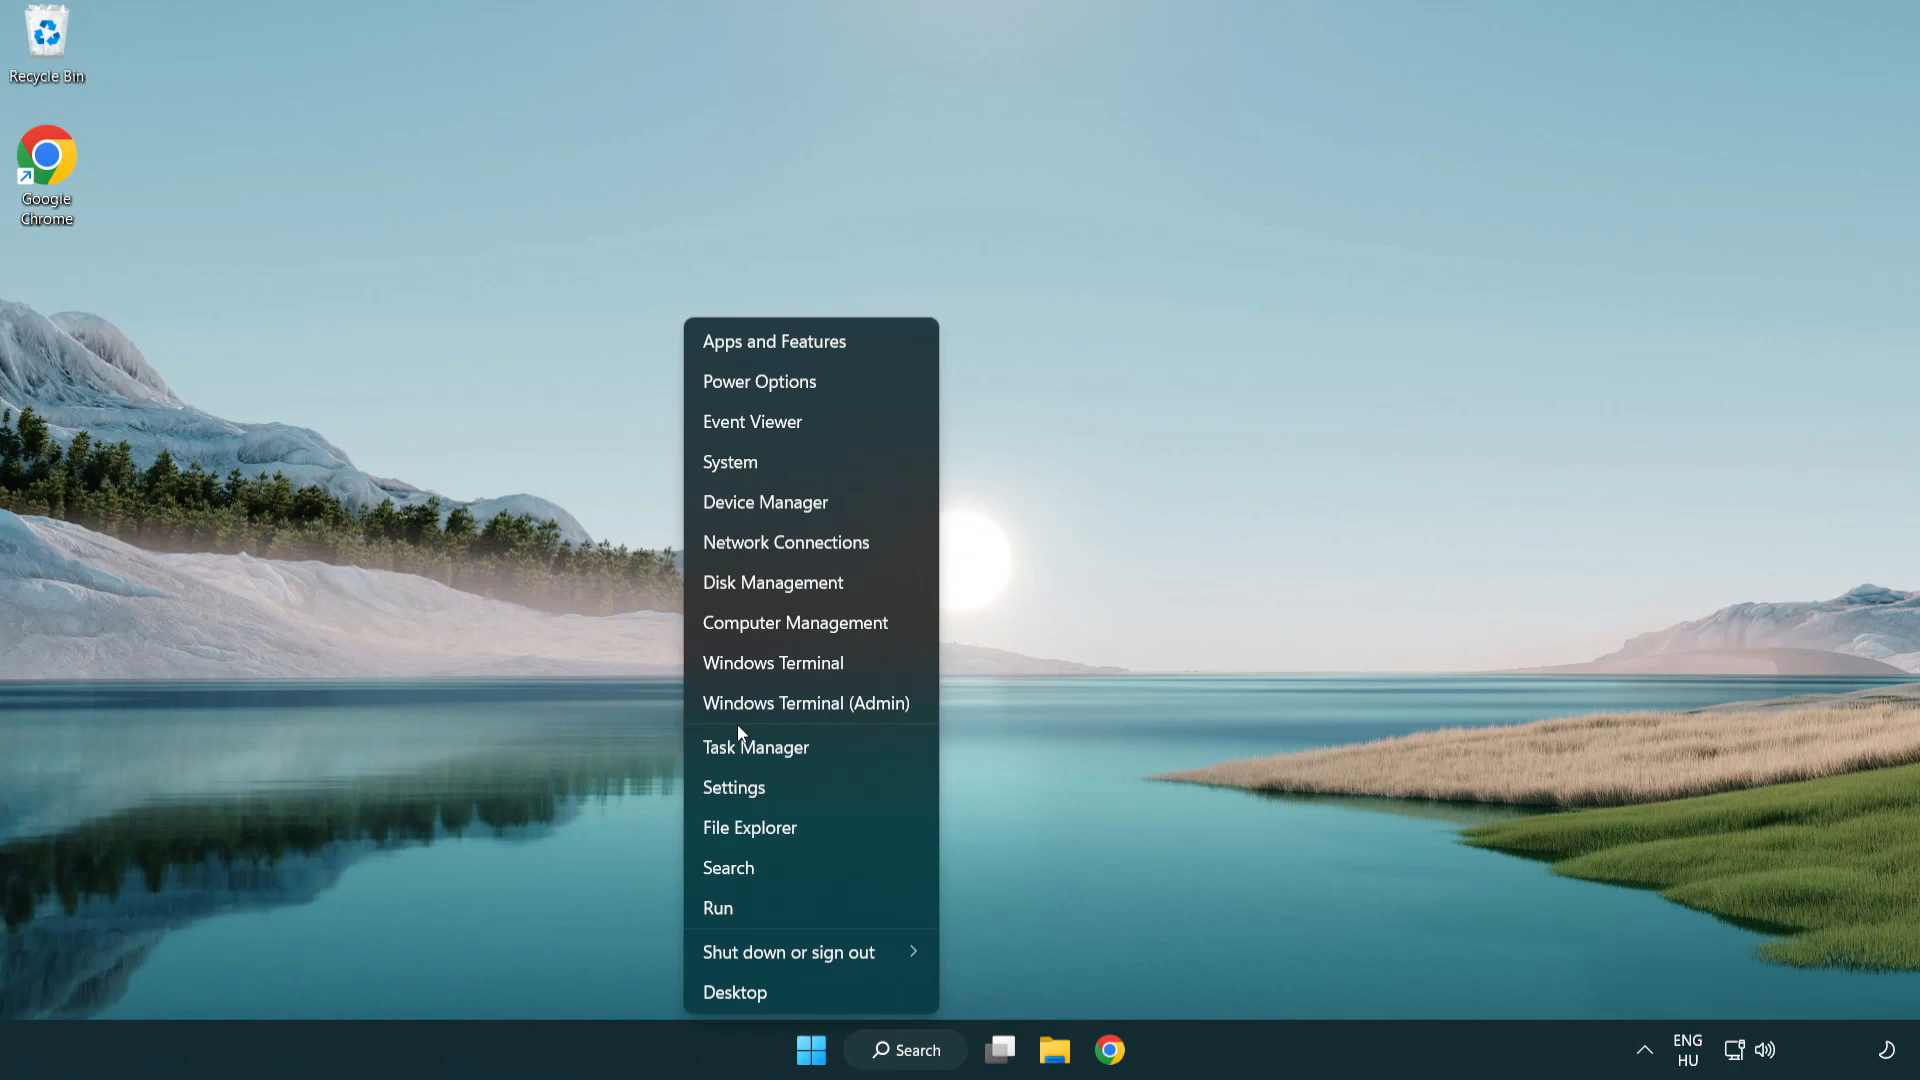 Recycle Bin
Google
Chrome
Apps and Features
Power Options
Event Viewer
System
Device Manager
Network Connections
Disk Management
Computer Management
Windows Terminal
Windows Terminal (Admin)
Task Manager
Settings
File Explorer
Search
Run
Shut down or sign out
Desktop
Search
ENG
HU